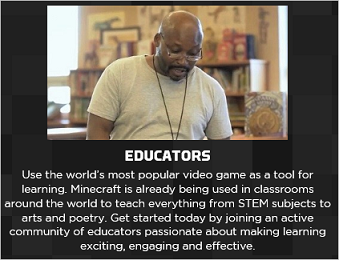 EDUCATORS
Use the world's most popular video game as a tool for
learning. Minecraft is already being used in classrooms
around the world to teach everything from STEM subjects to
arts and poetry. Get started today by joining an active
community of educators passionate about making learning
exciting, engaging and effective.